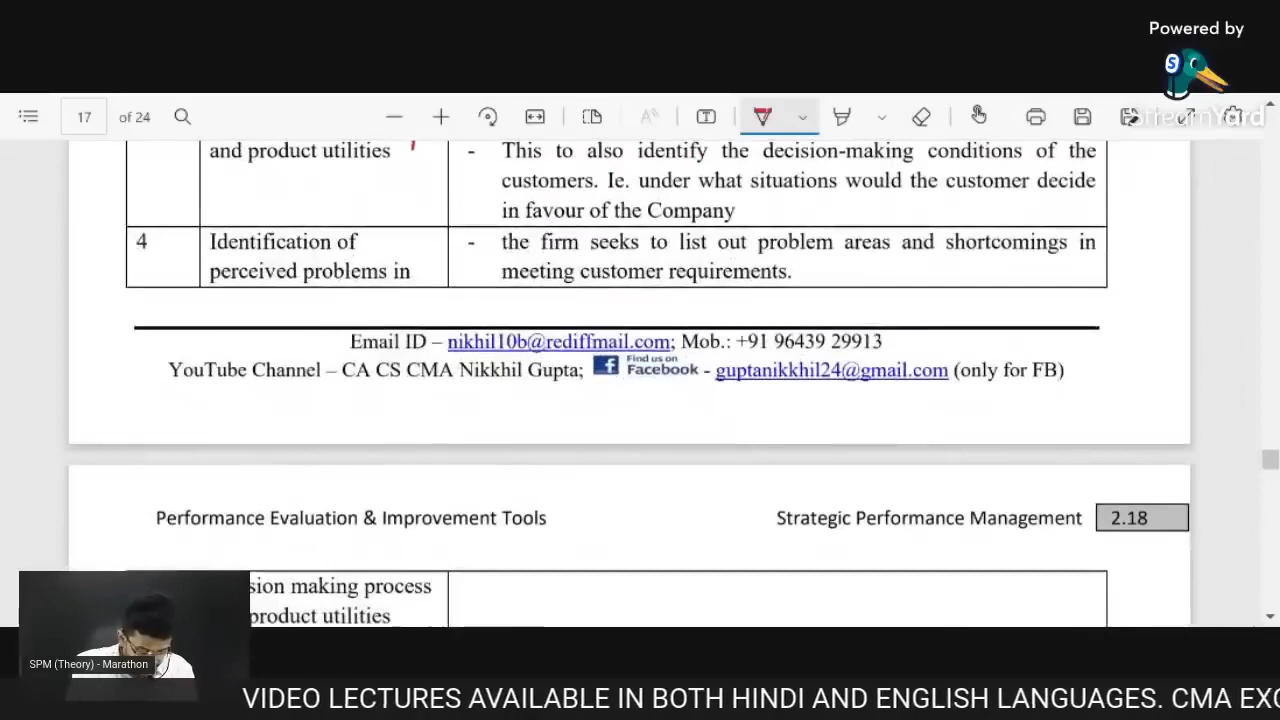 Powered by
S
StreamYard
17 of 24
and product utilities
- This to also identify the decision-making conditions of the
customers. Ie. under what situations would the customer decide
in favour of the Company
4
Identification of
perceived problems in
- the firm seeks to list out problem areas and shortcomings in
meeting customer requirements.
Email ID – nikhil10b@rediffmail.com; Mob.: +91 96439 29913
YouTube Channel – CA CS CMA Nikkhil Gupta; f Find us on Facebook - guptanikkhil24@gmail.com (only for FB)
Performance Evaluation & Improvement Tools Strategic Performance Management 2.18
sion making process
product utilities
SPM (Theory) - Marathon
VIDEO LECTURES AVAILABLE IN BOTH HINDI AND ENGLISH LANGUAGES. CMA EXC